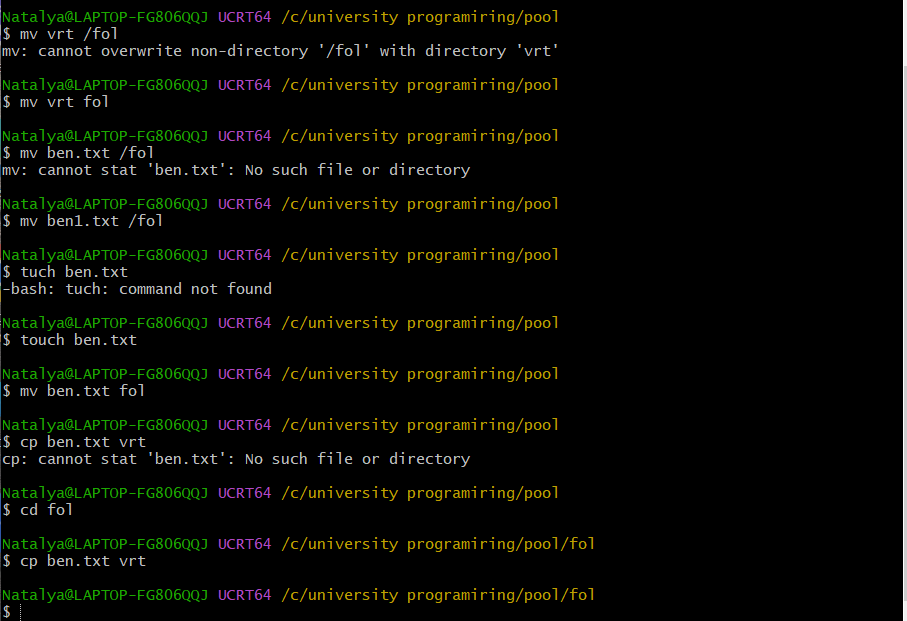 Natalya@LAPTOP-FG806QQJ UCRT64 /c/university programiring/pool
$ mv vrt /fol
mv: cannot overwrite non-directory '/fol' with directory 'vrt'
Natalya@LAPTOP-FG806QQJ UCRT64 /c/university programiring/pool
$ mv vrt fol
Natalya@LAPTOP-FG806QQJ UCRT64 /c/university programiring/pool
$ mv ben.txt /fol
mv: cannot stat 'ben.txt': No such file or directory
Natalya@LAPTOP-FG806QQJ UCRT64 /c/university programiring/pool
$ mv ben1.txt /fol
Natalya@LAPTOP-FG806QQJ UCRT64 /c/university programiring/pool
$ tuch ben.txt
-bash: tuch: command not found
Natalya@LAPTOP-FG806QQJ UCRT64 /c/university programiring/pool
$ touch ben.txt
Natalya@LAPTOP-FG806QQJ UCRT64 /c/university programiring/pool
$ mv ben.txt fol
Natalya@LAPTOP-FG806QQJ UCRT64 /c/university programiring/pool
$ cp ben.txt vrt
cp: cannot stat 'ben.txt': No such file or directory
Natalya@LAPTOP-FG806QQJ UCRT64 /c/university programiring/pool
$ cd fol
Natalya@LAPTOP-FG806QQJ UCRT64 /c/university programiring/pool/fol
$ cp ben.txt vrt
Natalya@LAPTOP-FG806QQJ UCRT64 /c/university programiring/pool/fol
$